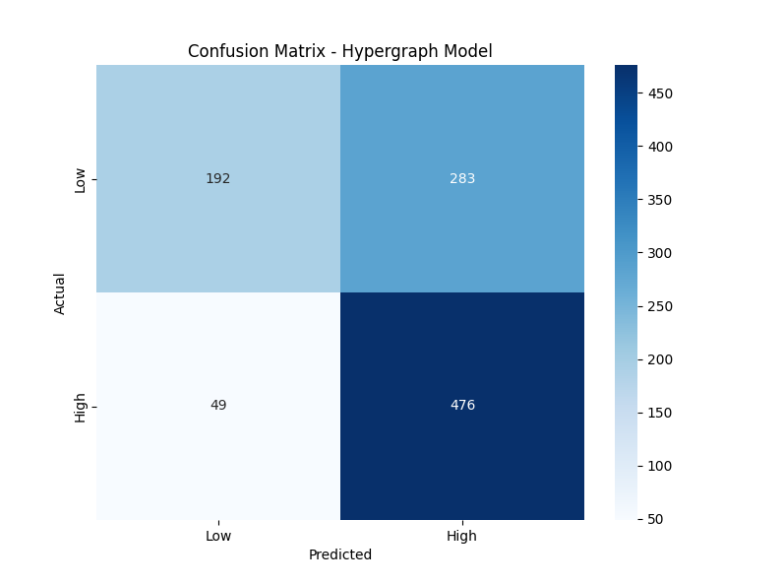 Confusion Matrix - Hypergraph Model
Low
192
283
450
400
350
300
250
200
150
100
50
Actual
High
49
476
Low
High
Predicted